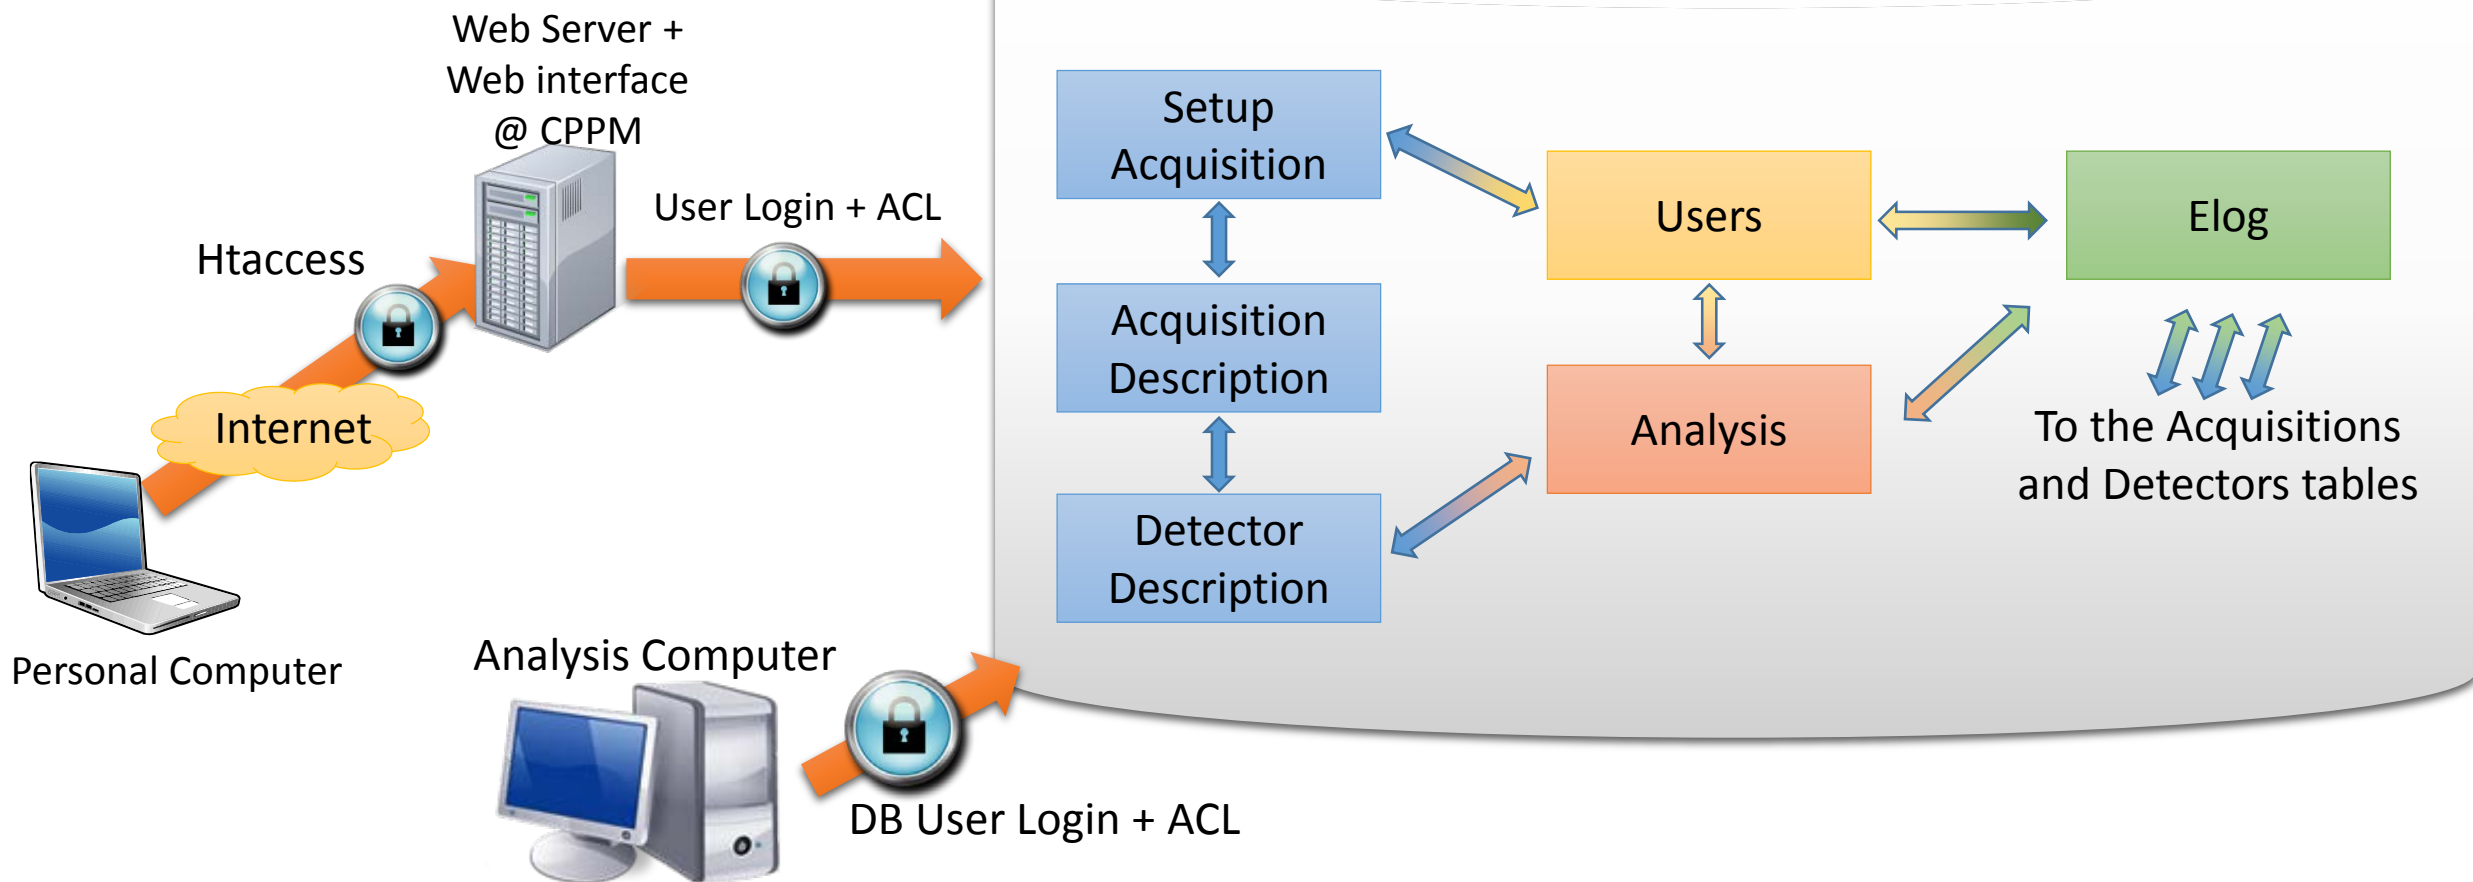 Web Server +
Web interface
@ CPPM
User Login + ACL
Htaccess
Internet
Personal Computer
Analysis Computer
DB User Login + ACL
Setup
Acquisition
Acquisition
Description
Detector
Description
Users
Analysis
Elog
To the Acquisitions
and Detectors tables